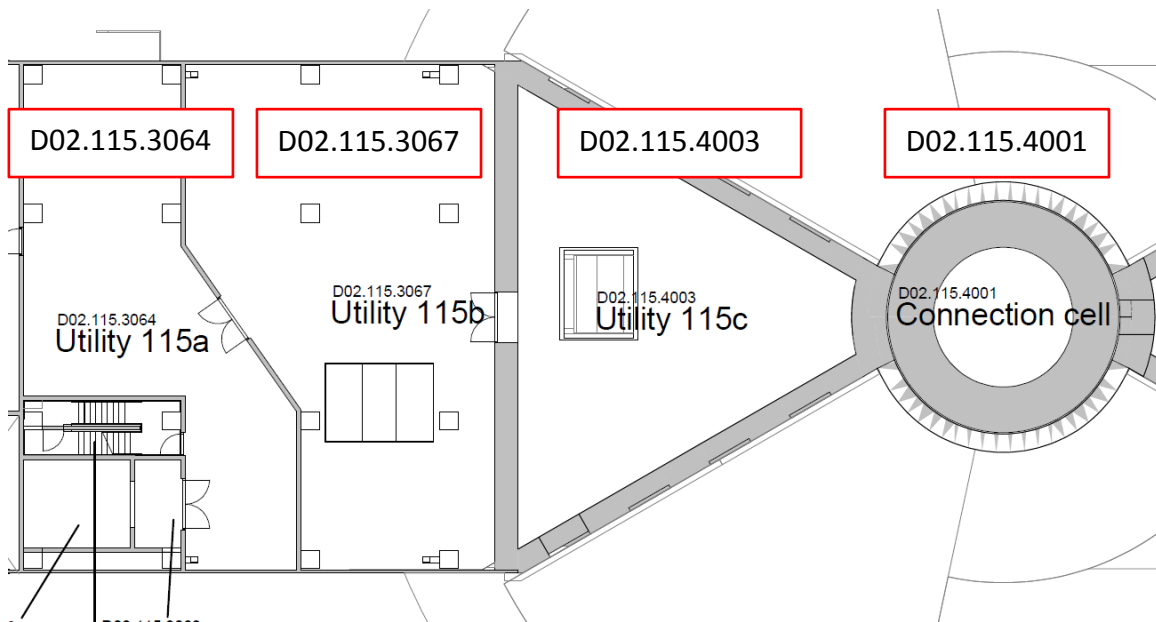 D02.115.3064
D02.115.3067
D02.115.4003
D02.115.4001
D02.115.3064
Utility 115a
D02.115.3067
Utility 115b
D02.115.4003
Utility 115c
D02.115.4001
Connection cell